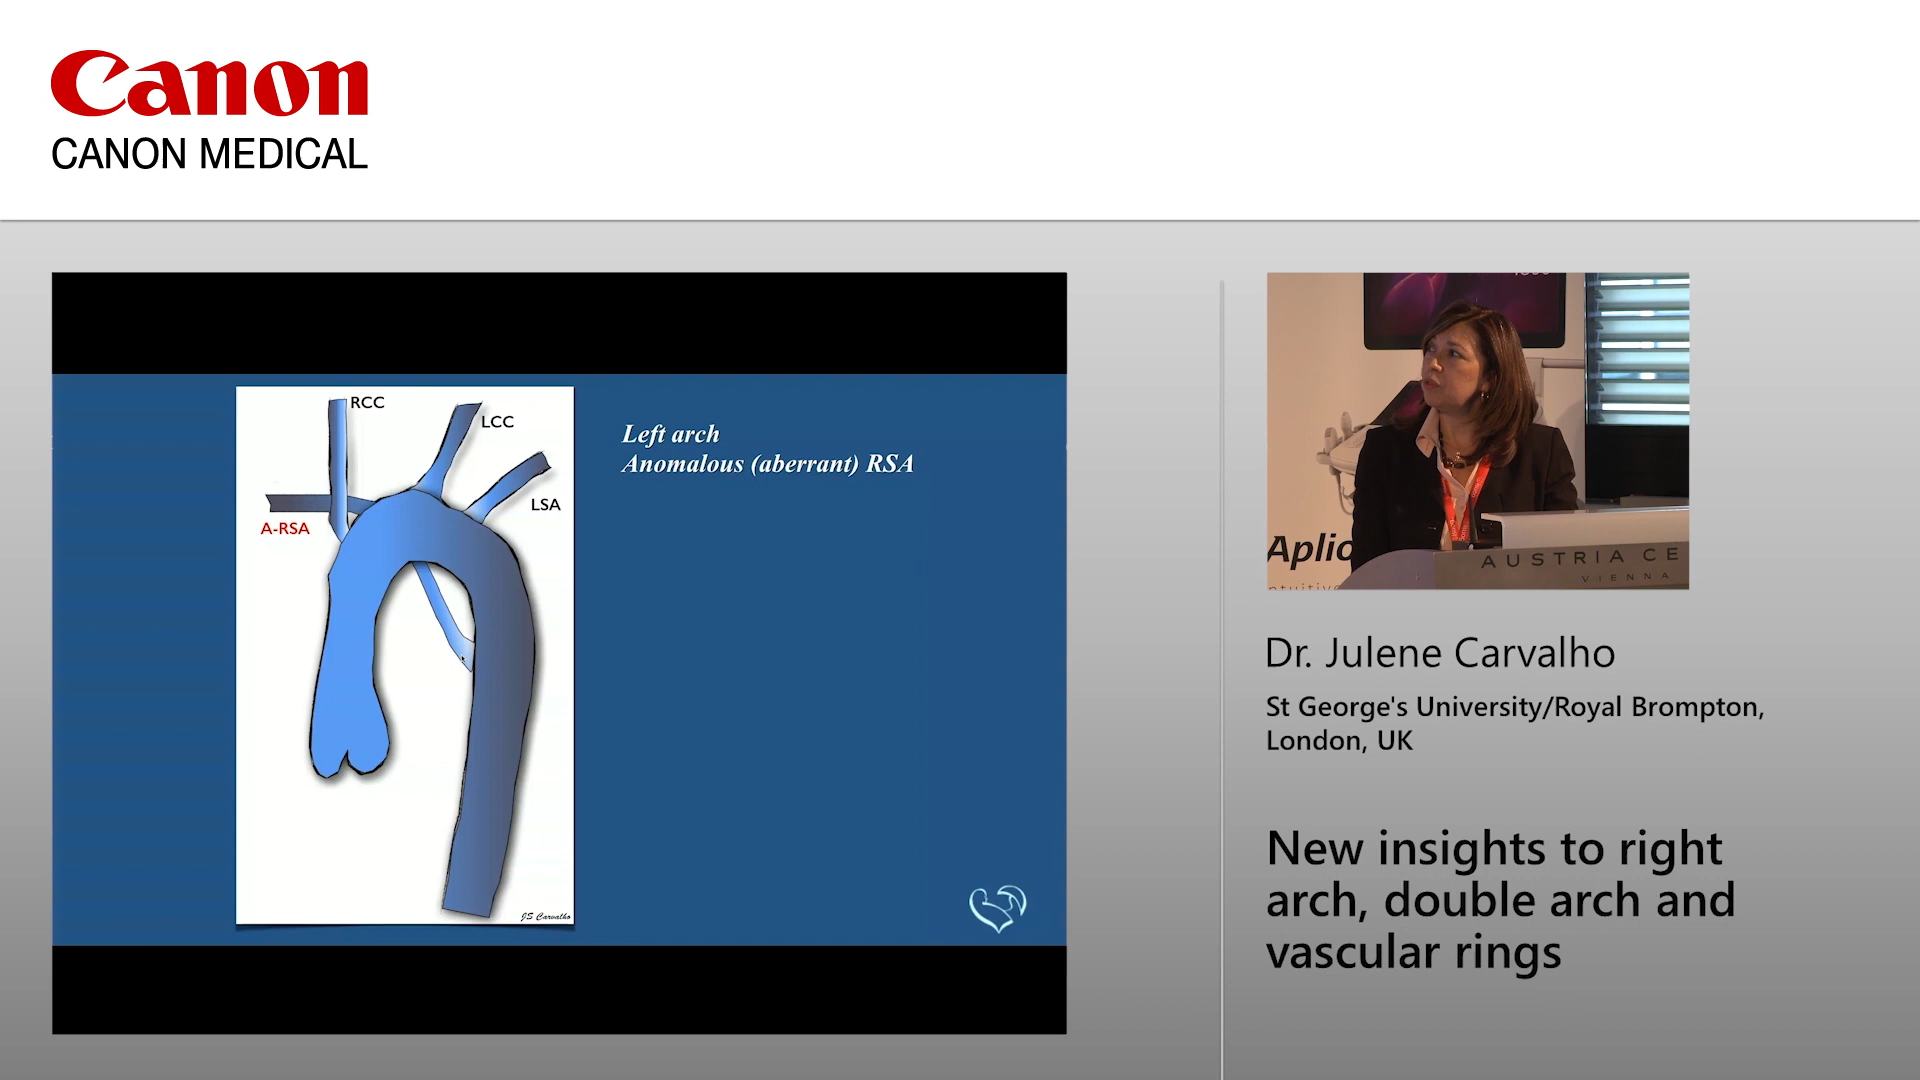 Canon
CANON MEDICAL
RCC
LCC
LSA
A-RSA
JS Carvalho
Left arch
Anomalous (aberrant) RSA
Aplio
AUSTRIA CE
VIENNA
Dr. Julene Carvalho
St George's University/Royal Brompton,
London, UK
New insights to right
arch, double arch and
vascular rings